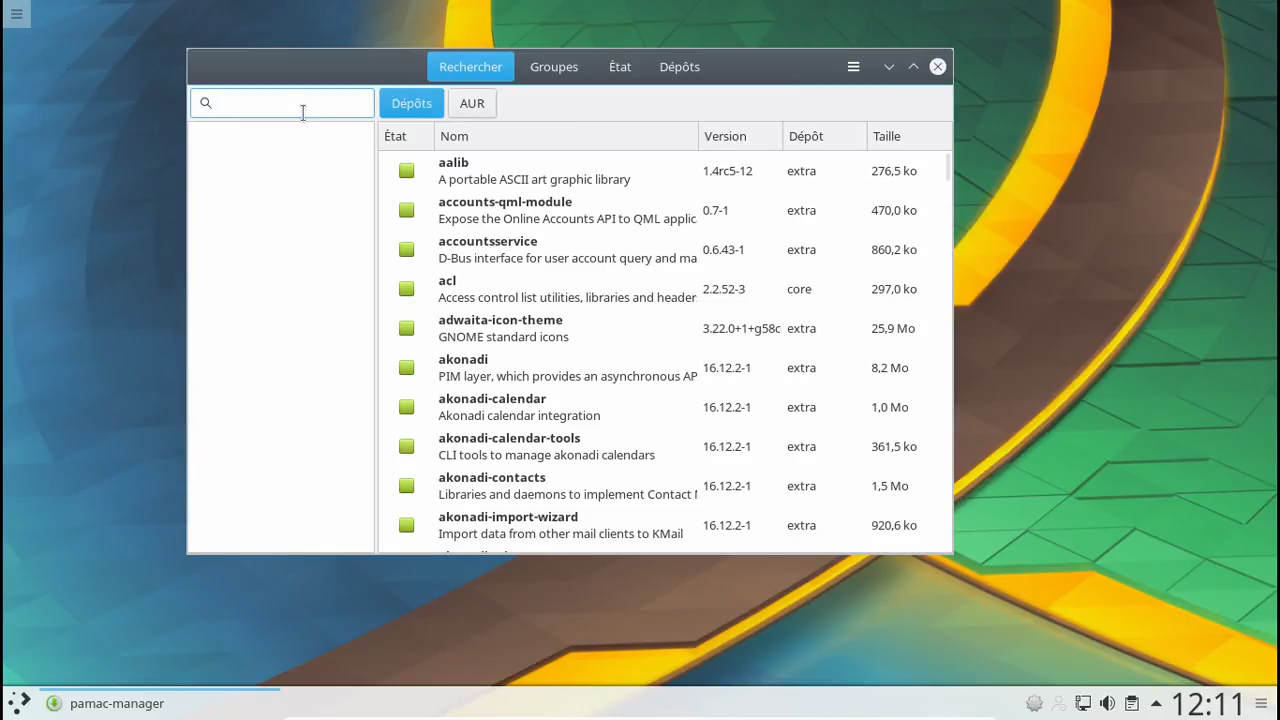 Rechercher Groupes État Dépôts
Dépôts AUR
État Nom Version Dépôt Taille
aalib
A portable ASCII art graphic library 1.4rc5-12 extra 276,5 ko
accounts-qml-module
Expose the Online Accounts API to QML applic 0.7-1 extra 470,0 ko
accountsservice
D-Bus interface for user account query and ma 0.6.43-1 extra 860,2 ko
acl
Access control list utilities, libraries and header 2.2.52-3 core 297,0 ko
adwaita-icon-theme
GNOME standard icons 3.22.0+1+g58c extra 25,9 Mo
akonadi
PIM layer, which provides an asynchronous AP 16.12.2-1 extra 8,2 Mo
akonadi-calendar
Akonadi calendar integration 16.12.2-1 extra 1,0 Mo
akonadi-calendar-tools
CLI tools to manage akonadi calendars 16.12.2-1 extra 361,5 ko
akonadi-contacts
Libraries and daemons to implement Contact 16.12.2-1 extra 1,5 Mo
akonadi-import-wizard
Import data from other mail clients to KMail 16.12.2-1 extra 920,6 ko
pamac-manager 12:11